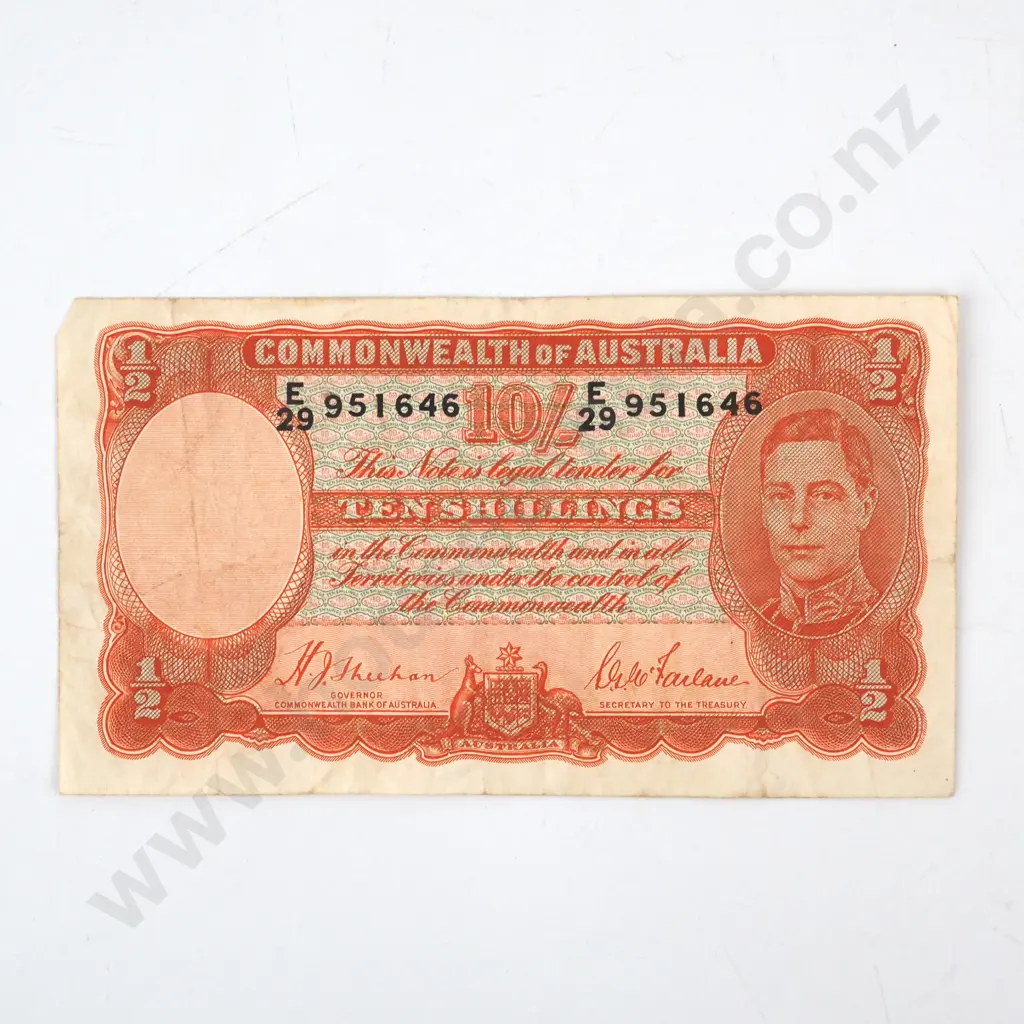 ½ ½
COMMONWEALTH OF AUSTRALIA
E/29 951646 10/- E/29 951646
This Note is legal tender for
TEN SHILLINGS
in the Commonwealth and in all
Territories under the control of
the Commonwealth
H.J. Sheehan
GOVERNOR
COMMONWEALTH BANK OF AUSTRALIA
McFarlane
SECRETARY TO THE TREASURY.
½ ½
AUSTRALIA